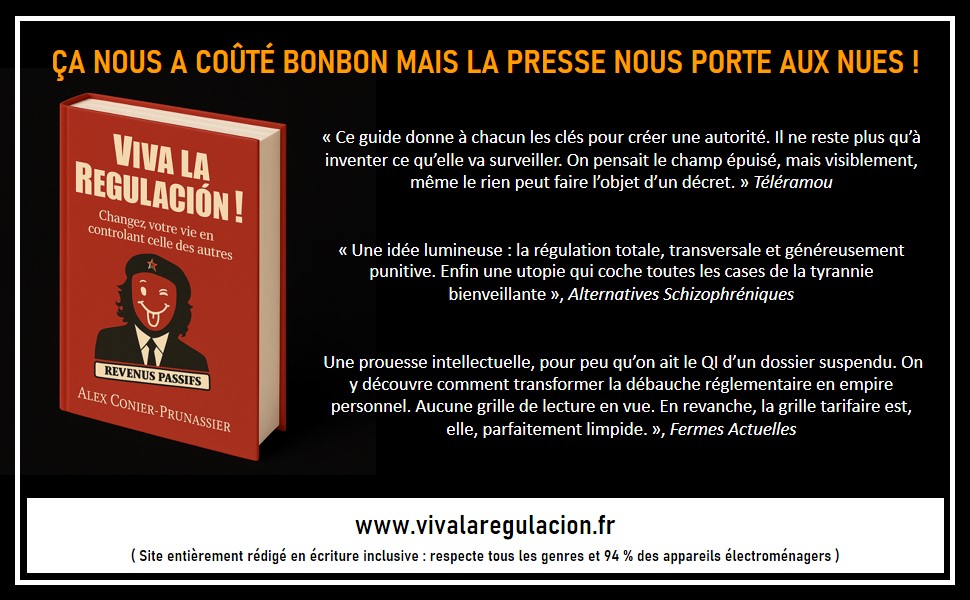 ÇA NOUS A COÛTÉ BONBON MAIS LA PRESSE NOUS PORTE AUX NUES !
VIVA LA
REGULACIÓN !
Changez votre vie en
controlant celle des autres
REVENUS PASSIFS
ALEX CONIER-PRUNASSIER
« Ce guide donne à chacun les clés pour créer une autorité. Il ne reste plus qu'à
inventer ce qu'elle va surveiller. On pensait le champ épuisé, mais visiblement,
même le rien peut faire l'objet d'un décret. » Téléramou
« Une idée lumineuse : la régulation totale, transversale et généreusement
punitive. Enfin une utopie qui coche toutes les cases de la tyrannie
bienveillante », Alternatives Schizophréniques
Une prouesse intellectuelle, pour peu qu'on ait le QI d'un dossier suspendu. On
y découvre comment transformer la débauche réglementaire en empire
personnel. Aucune grille de lecture en vue. En revanche, la grille tarifaire est,
elle, parfaitement limpide. », Fermes Actuelles
www.vivalaregulacion.fr
( Site entièrement rédigé en écriture inclusive : respecte tous les genres et 94 % des appareils électroménagers )